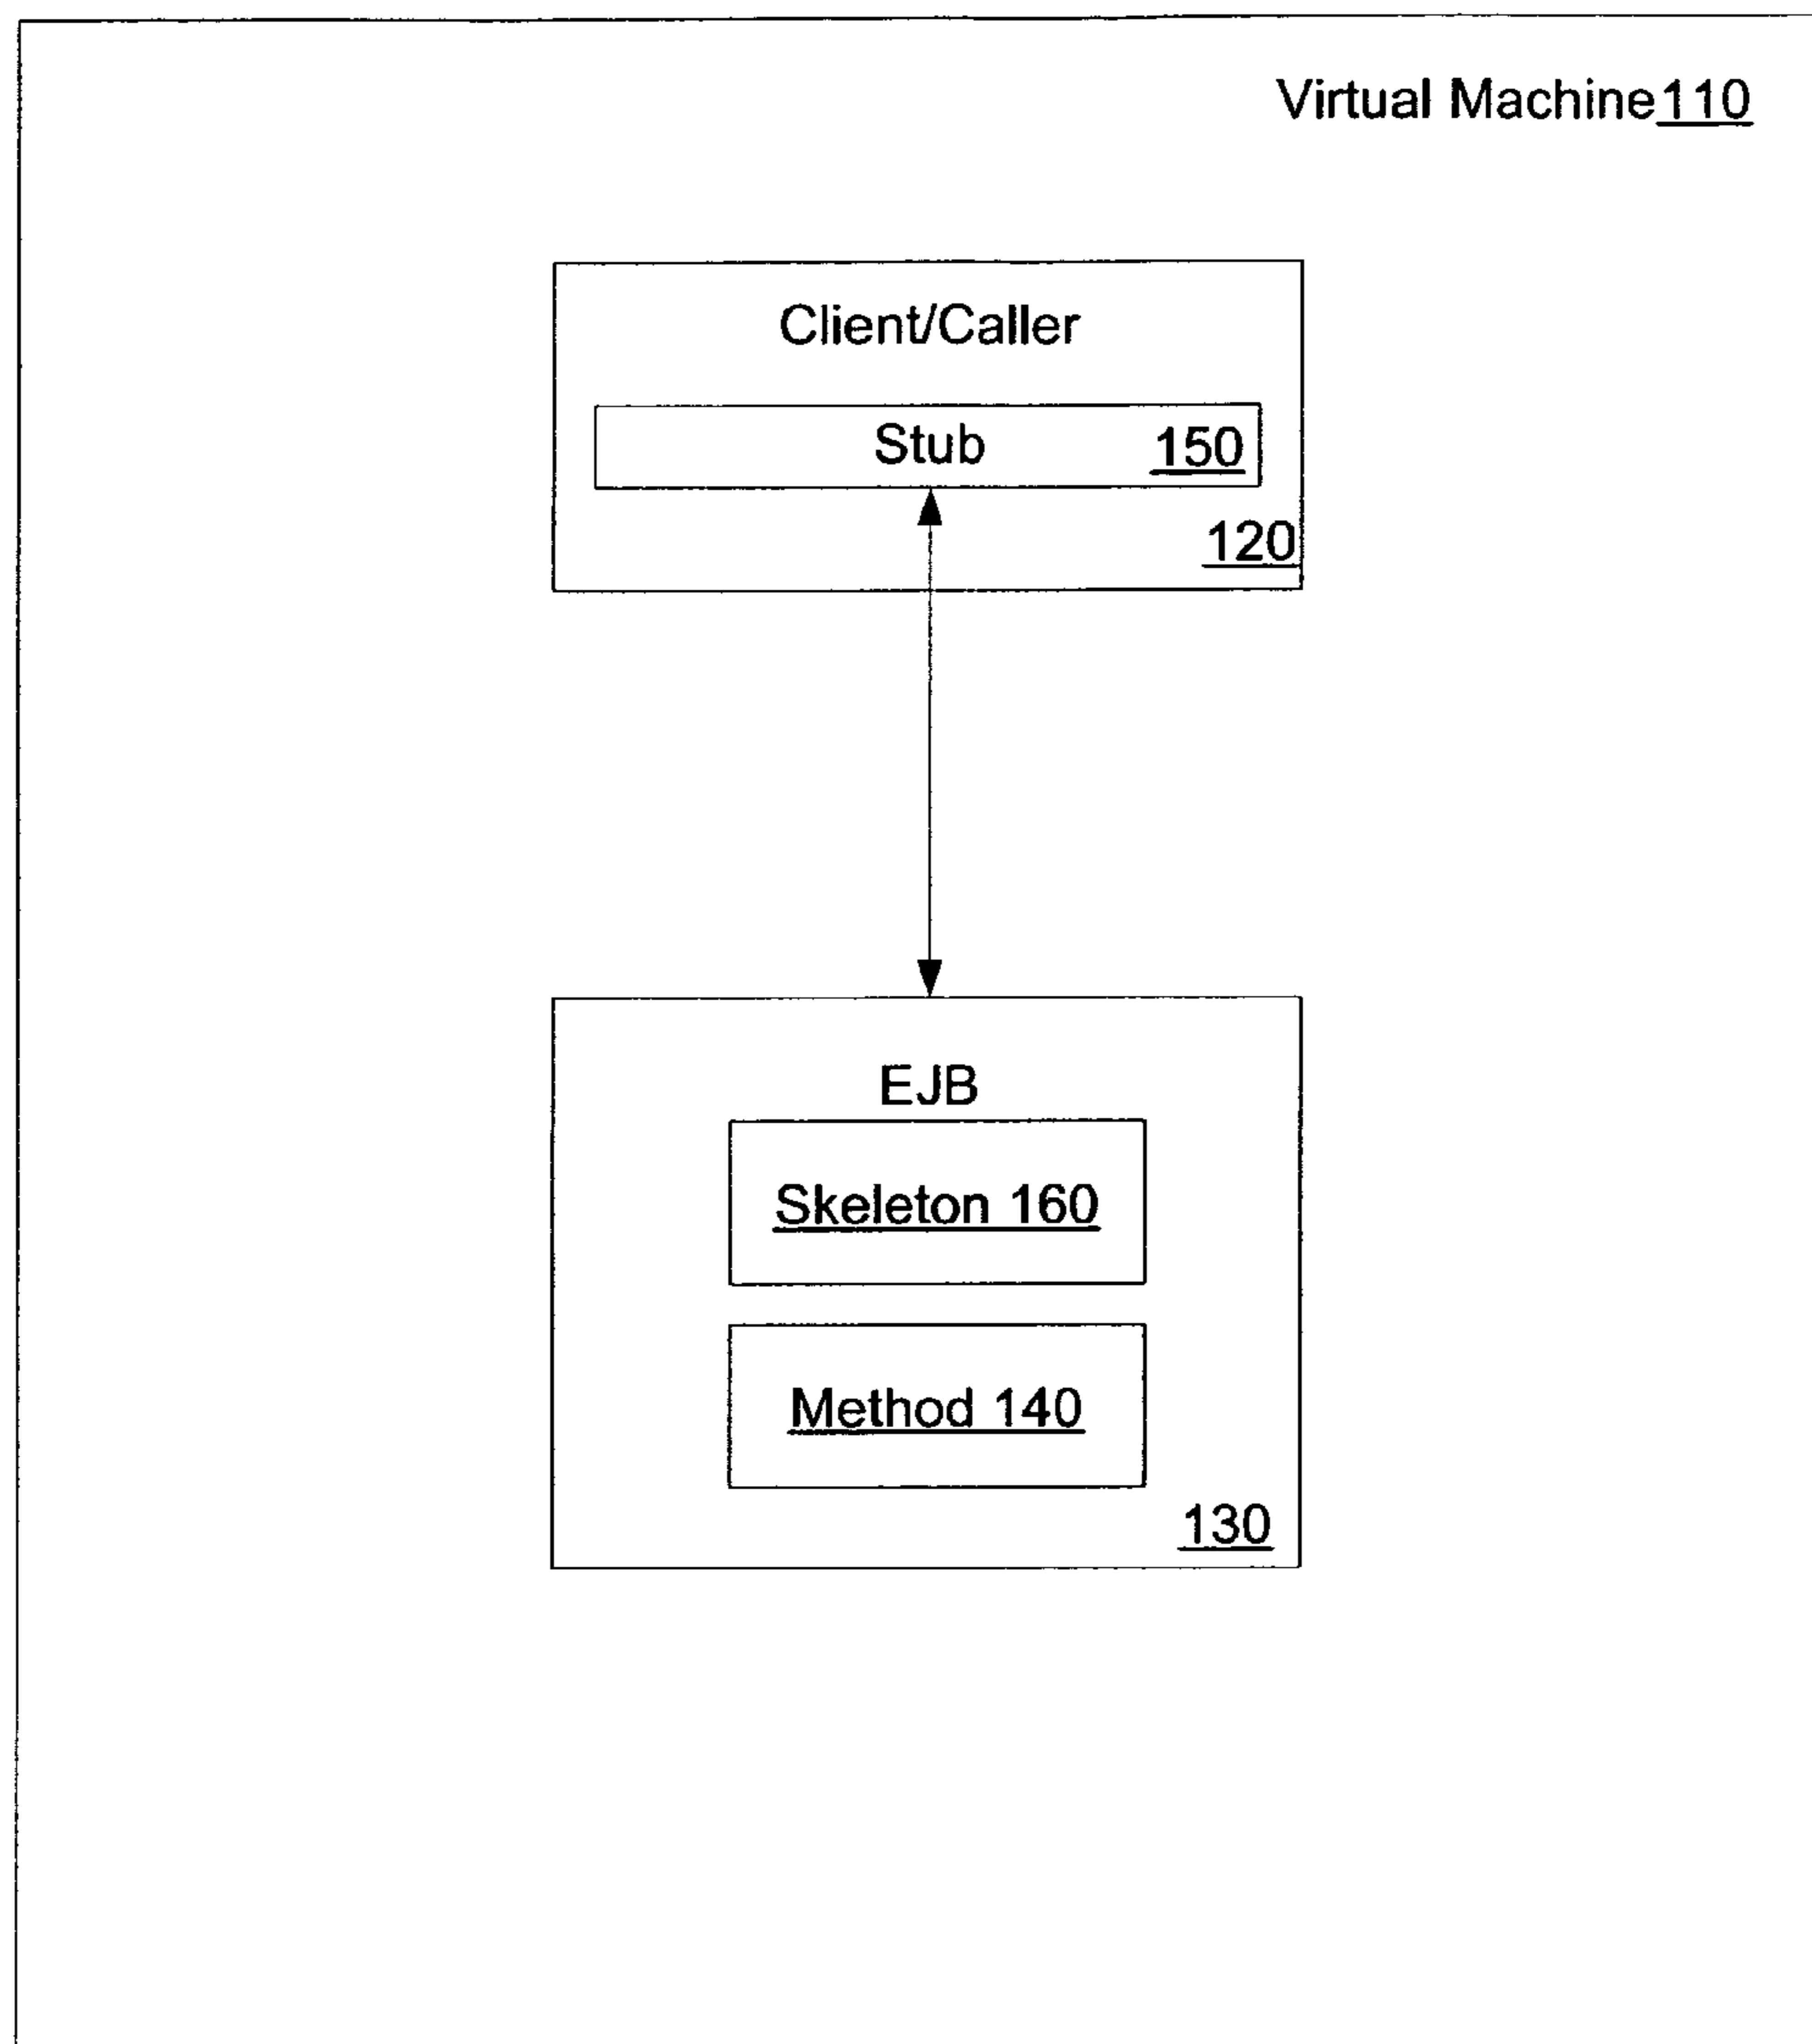 Virtual Machine 110
Client/Caller
Stub 150
120
EJB
Skeleton 160
Method 140
130